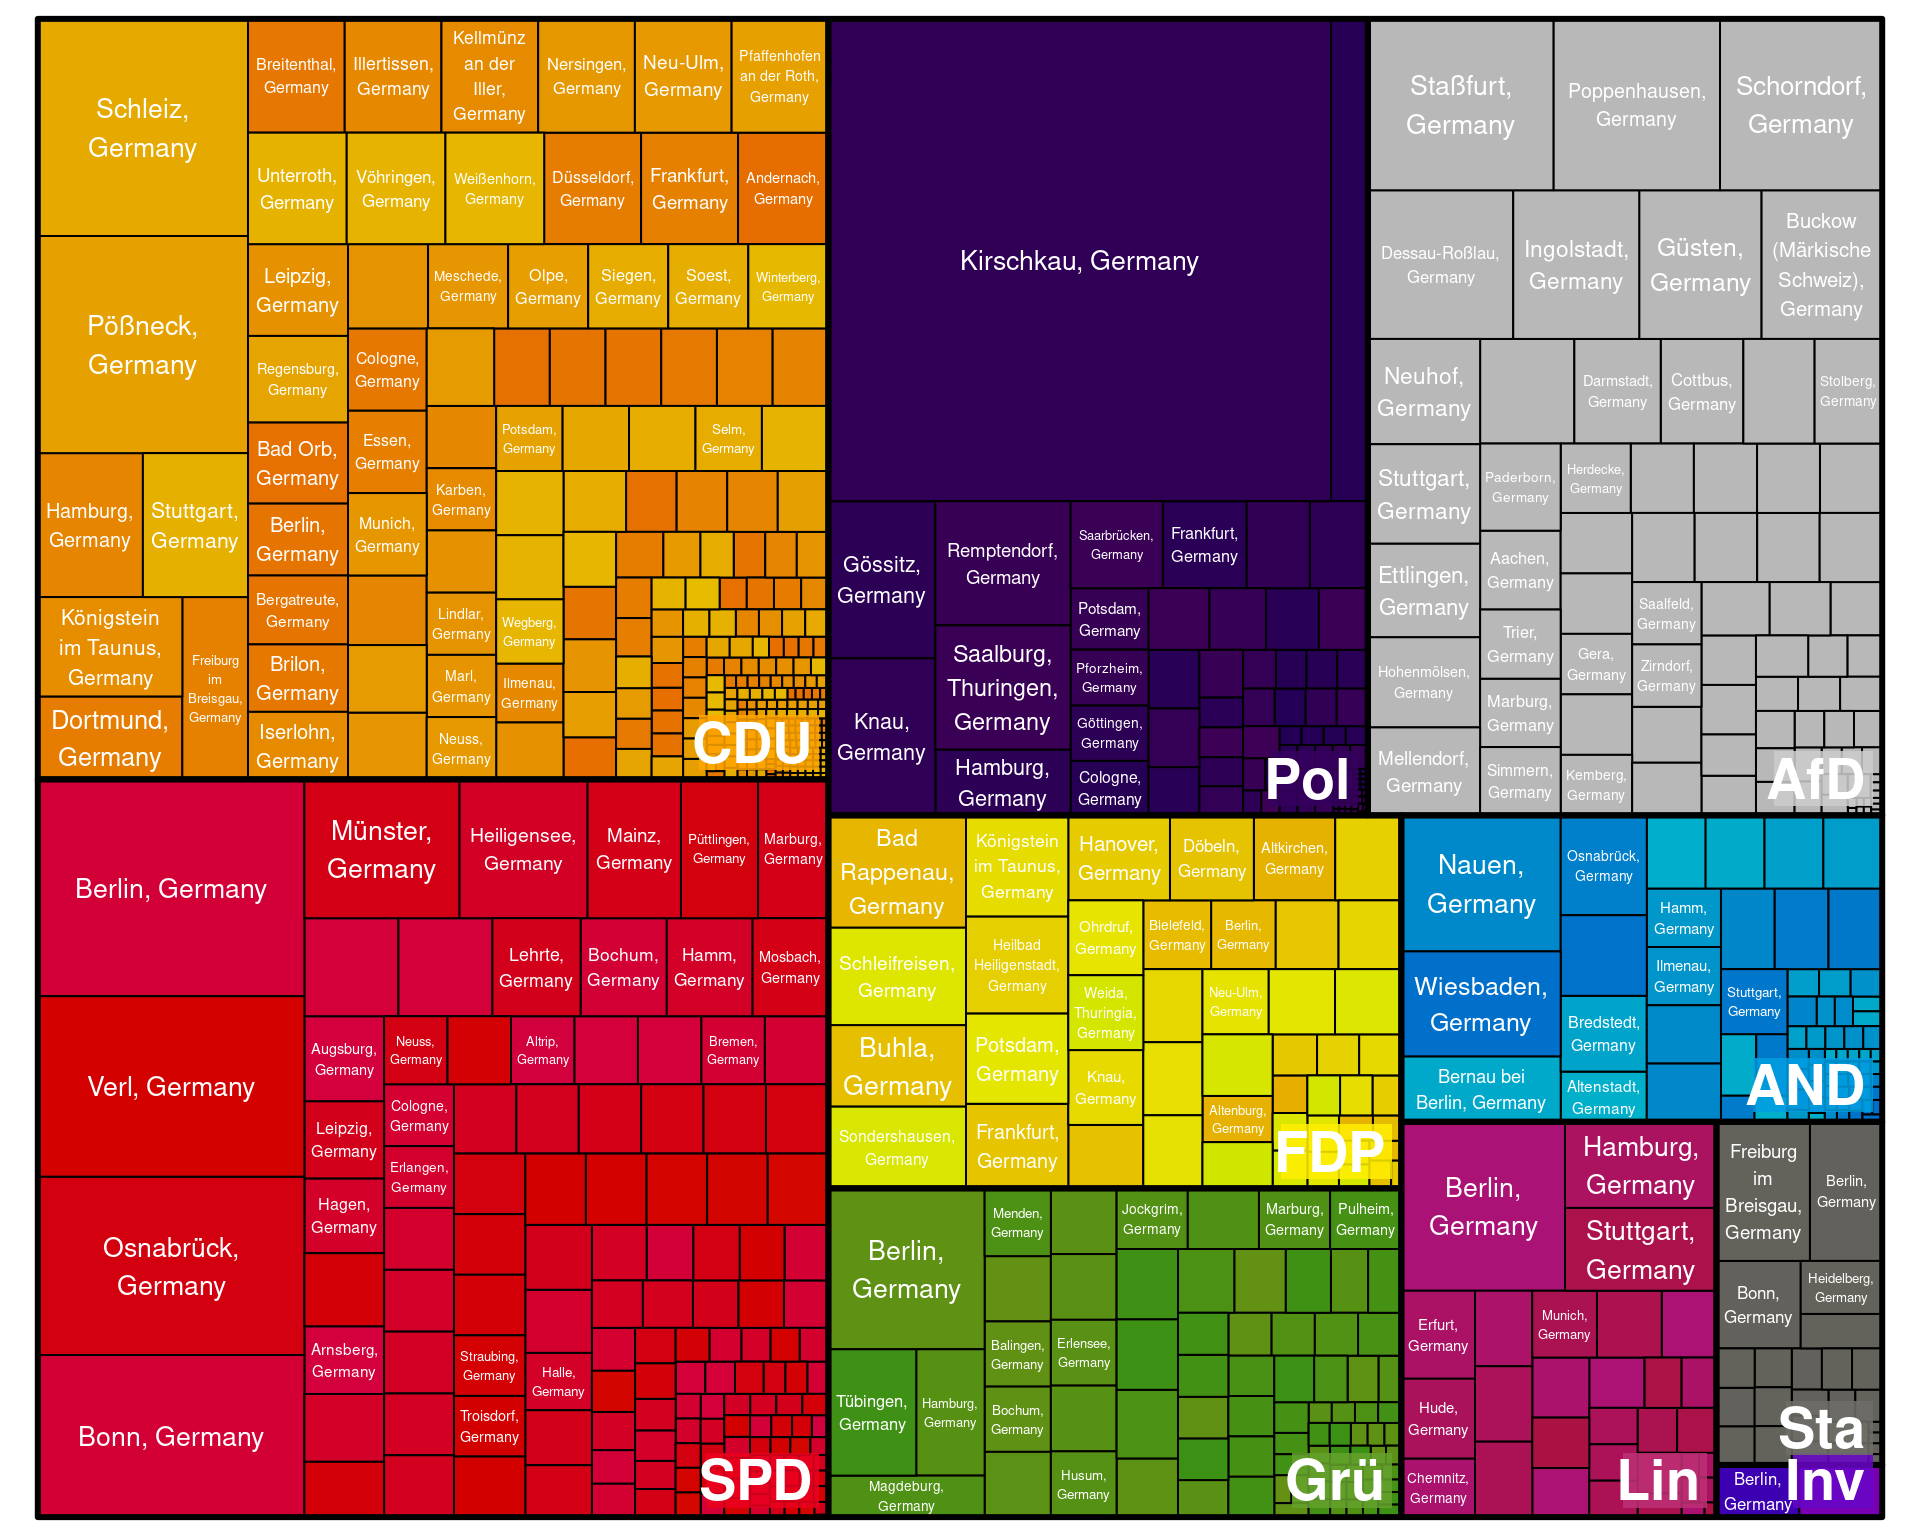 Schleiz,
Germany
Pößneck,
Germany
Hamburg,
Germany
Stuttgart,
Germany
Königstein
im Taunus,
Germany
Freiburg
im
Breisgau,
Germany
Dortmund,
Germany
Breitenthal,
Germany
Illertissen,
Germany
Kellmünz
an der
Iller,
Germany
Nersingen,
Germany
Neu-Ulm,
Germany
Pfaffenhofen
an der Roth,
Germany
Unterroth,
Germany
Vöhringen,
Germany
Weißenhorn,
Germany
Düsseldorf,
Germany
Frankfurt,
Germany
Andernach,
Germany
Leipzig,
Germany
Regensburg,
Germany
Bad Orb,
Germany
Berlin,
Germany
Bergatreute,
Germany
Brilon,
Germany
Iserlohn,
Germany
Meschede,
Germany
Olpe,
Germany
Siegen,
Germany
Soest,
Germany
Winterberg,
Germany
Cologne,
Germany
Essen,
Germany
Munich,
Germany
Potsdam,
Germany
Selm,
Germany
Karben,
Germany
Lindlar,
Germany
Marl,
Germany
Neuss,
Germany
Wegberg,
Germany
Ilmenau,
Germany
CDU
Kirschkau, Germany
Gössitz,
Germany
Knau,
Germany
Remptendorf,
Germany
Saalburg,
Thuringen,
Germany
Hamburg,
Germany
Saarbrücken,
Germany
Frankfurt,
Germany
Potsdam,
Germany
Pforzheim,
Germany
Göttingen,
Germany
Cologne,
Germany
Pol
Staßfurt,
Germany
Poppenhausen,
Germany
Schorndorf,
Germany
Dessau-Roßlau,
Germany
Ingolstadt,
Germany
Güsten,
Germany
Buckow
(Märkische
Schweiz),
Germany
Neuhof,
Germany
Darmstadt,
Germany
Cottbus,
Germany
Stolberg,
Germany
Stuttgart,
Germany
Ettlingen,
Germany
Hohenmölsen,
Germany
Mellendorf,
Germany
Paderborn,
Germany
Herdecke,
Germany
Aachen,
Germany
Trier,
Germany
Marburg,
Germany
Simmern,
Germany
Gera,
Germany
Kemberg,
Germany
Saalfeld,
Germany
Zirndorf,
Germany
AfD
Berlin, Germany
Verl, Germany
Osnabrück,
Germany
Bonn, Germany
Münster,
Germany
Heiligensee,
Germany
Mainz,
Germany
Püttlingen,
Germany
Marburg,
Germany
Lehrte,
Germany
Bochum,
Germany
Hamm,
Germany
Mosbach,
Germany
Augsburg,
Germany
Neuss,
Germany
Altrip,
Germany
Bremen,
Germany
Leipzig,
Germany
Cologne,
Germany
Hagen,
Germany
Erlangen,
Germany
Arnsberg,
Germany
Straubing,
Germany
Troisdorf,
Germany
Halle,
Germany
SPD
Bad
Rappenau,
Germany
Schleifreisen,
Germany
Buhla,
Germany
Sondershausen,
Germany
Königstein
im Taunus,
Germany
Heilbad
Heiligenstadt,
Germany
Potsdam,
Germany
Frankfurt,
Germany
Hanover,
Germany
Döbeln,
Germany
Altkirchen,
Germany
Ohrdruf,
Germany
Bielefeld,
Germany
Berlin,
Germany
Weida,
Thuringia,
Germany
Knau,
Germany
Neu-Ulm,
Germany
Altenburg,
Germany
FDP
Nauen,
Germany
Wiesbaden,
Germany
Bernau bei
Berlin, Germany
Osnabrück,
Germany
Bredstedt,
Germany
Altenstadt,
Germany
Hamm,
Germany
Ilmenau,
Germany
Stuttgart,
Germany
AND
Berlin,
Germany
Tübingen,
Germany
Hamburg,
Germany
Magdeburg,
Germany
Menden,
Germany
Jockgrim,
Germany
Marburg,
Germany
Pulheim,
Germany
Balingen,
Germany
Erlensee,
Germany
Bochum,
Germany
Husum,
Germany
Grü
Berlin,
Germany
Hamburg,
Germany
Stuttgart,
Germany
Erfurt,
Germany
Munich,
Germany
Hude,
Germany
Chemnitz,
Germany
Lin
Freiburg
im
Breisgau,
Germany
Berlin,
Germany
Bonn,
Germany
Heidelberg,
Germany
Sta
Berlin,
Germany
Inv